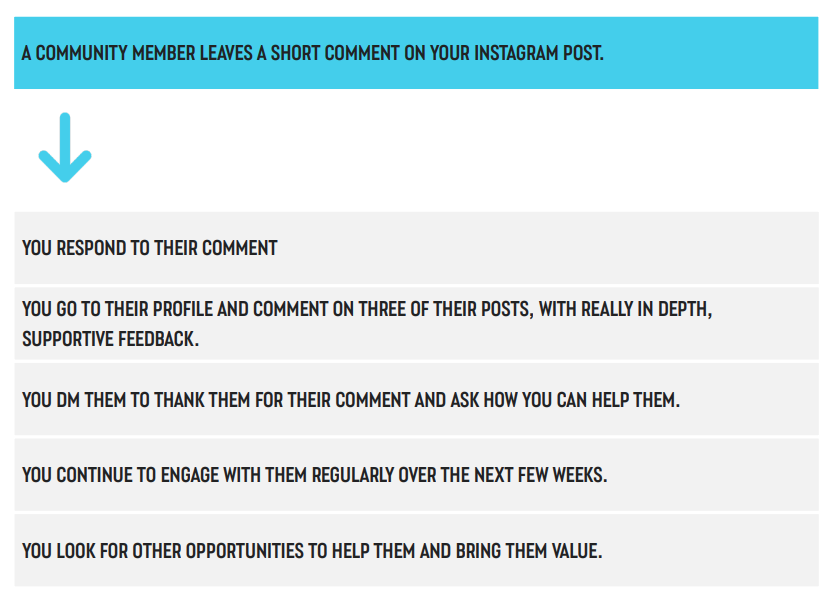 A COMMUNITY MEMBER LEAVES A SHORT COMMENT ON YOUR INSTAGRAM POST.
YOU RESPOND TO THEIR COMMENT
YOU GO TO THEIR PROFILE AND COMMENT ON THREE OF THEIR POSTS, WITH REALLY IN DEPTH,
SUPPORTIVE FEEDBACK.
YOU DM THEM TO THANK THEM FOR THEIR COMMENT AND ASK HOW YOU CAN HELP THEM.
YOU CONTINUE TO ENGAGE WITH THEM REGULARLY OVER THE NEXT FEW WEEKS.
YOU LOOK FOR OTHER OPPORTUNITIES TO HELP THEM AND BRING THEM VALUE.